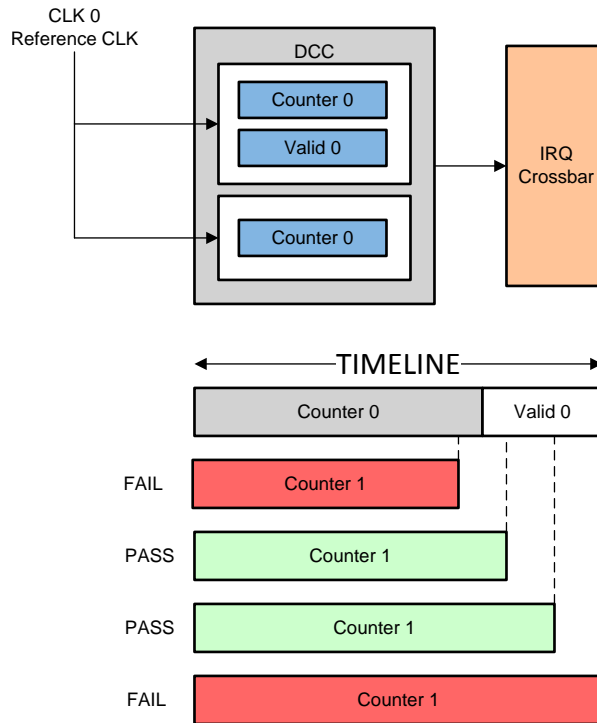 CLK 0
Reference CLK
DCC
Counter 0
Valid 0
Counter 0
IRQ
Crossbar
TIMELINE
Counter 0
Valid 0
FAIL
Counter 1
PASS
Counter 1
PASS
Counter 1
FAIL
Counter 1